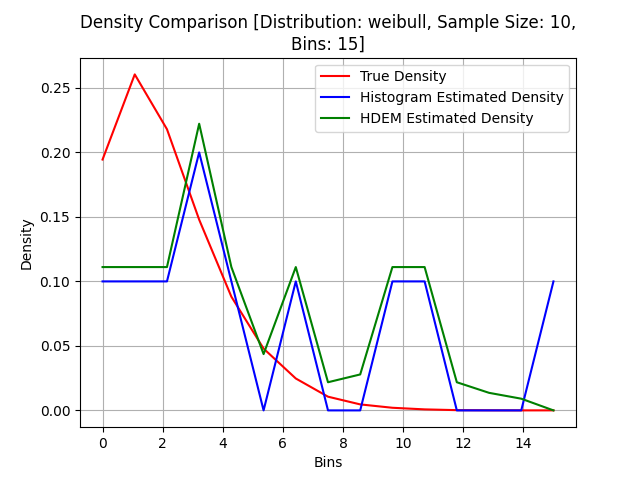 Density Comparison [Distribution: weibull, Sample Size: 10,
Bins: 15]
True Density
Histogram Estimated Density
HDEM Estimated Density
Density
0.25
0.20
0.15
0.10
0.05
0.00
0 2 4 6 8 10 12 14
Bins